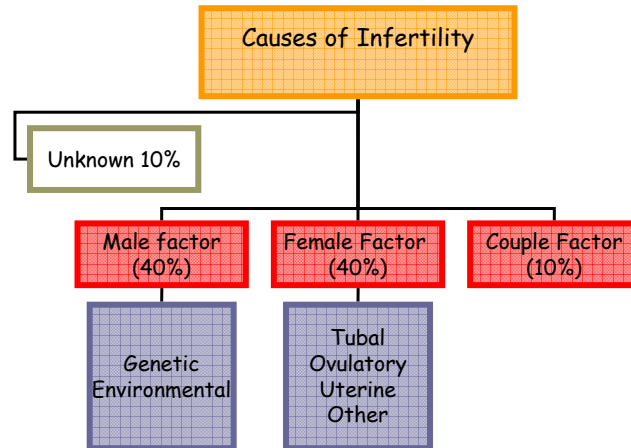 Causes of Infertility
Unknown 10%
Male factor
(40%)
Female Factor
(40%)
Couple Factor
(10%)
Genetic
Environmental
Tubal
Ovulatory
Uterine
Other